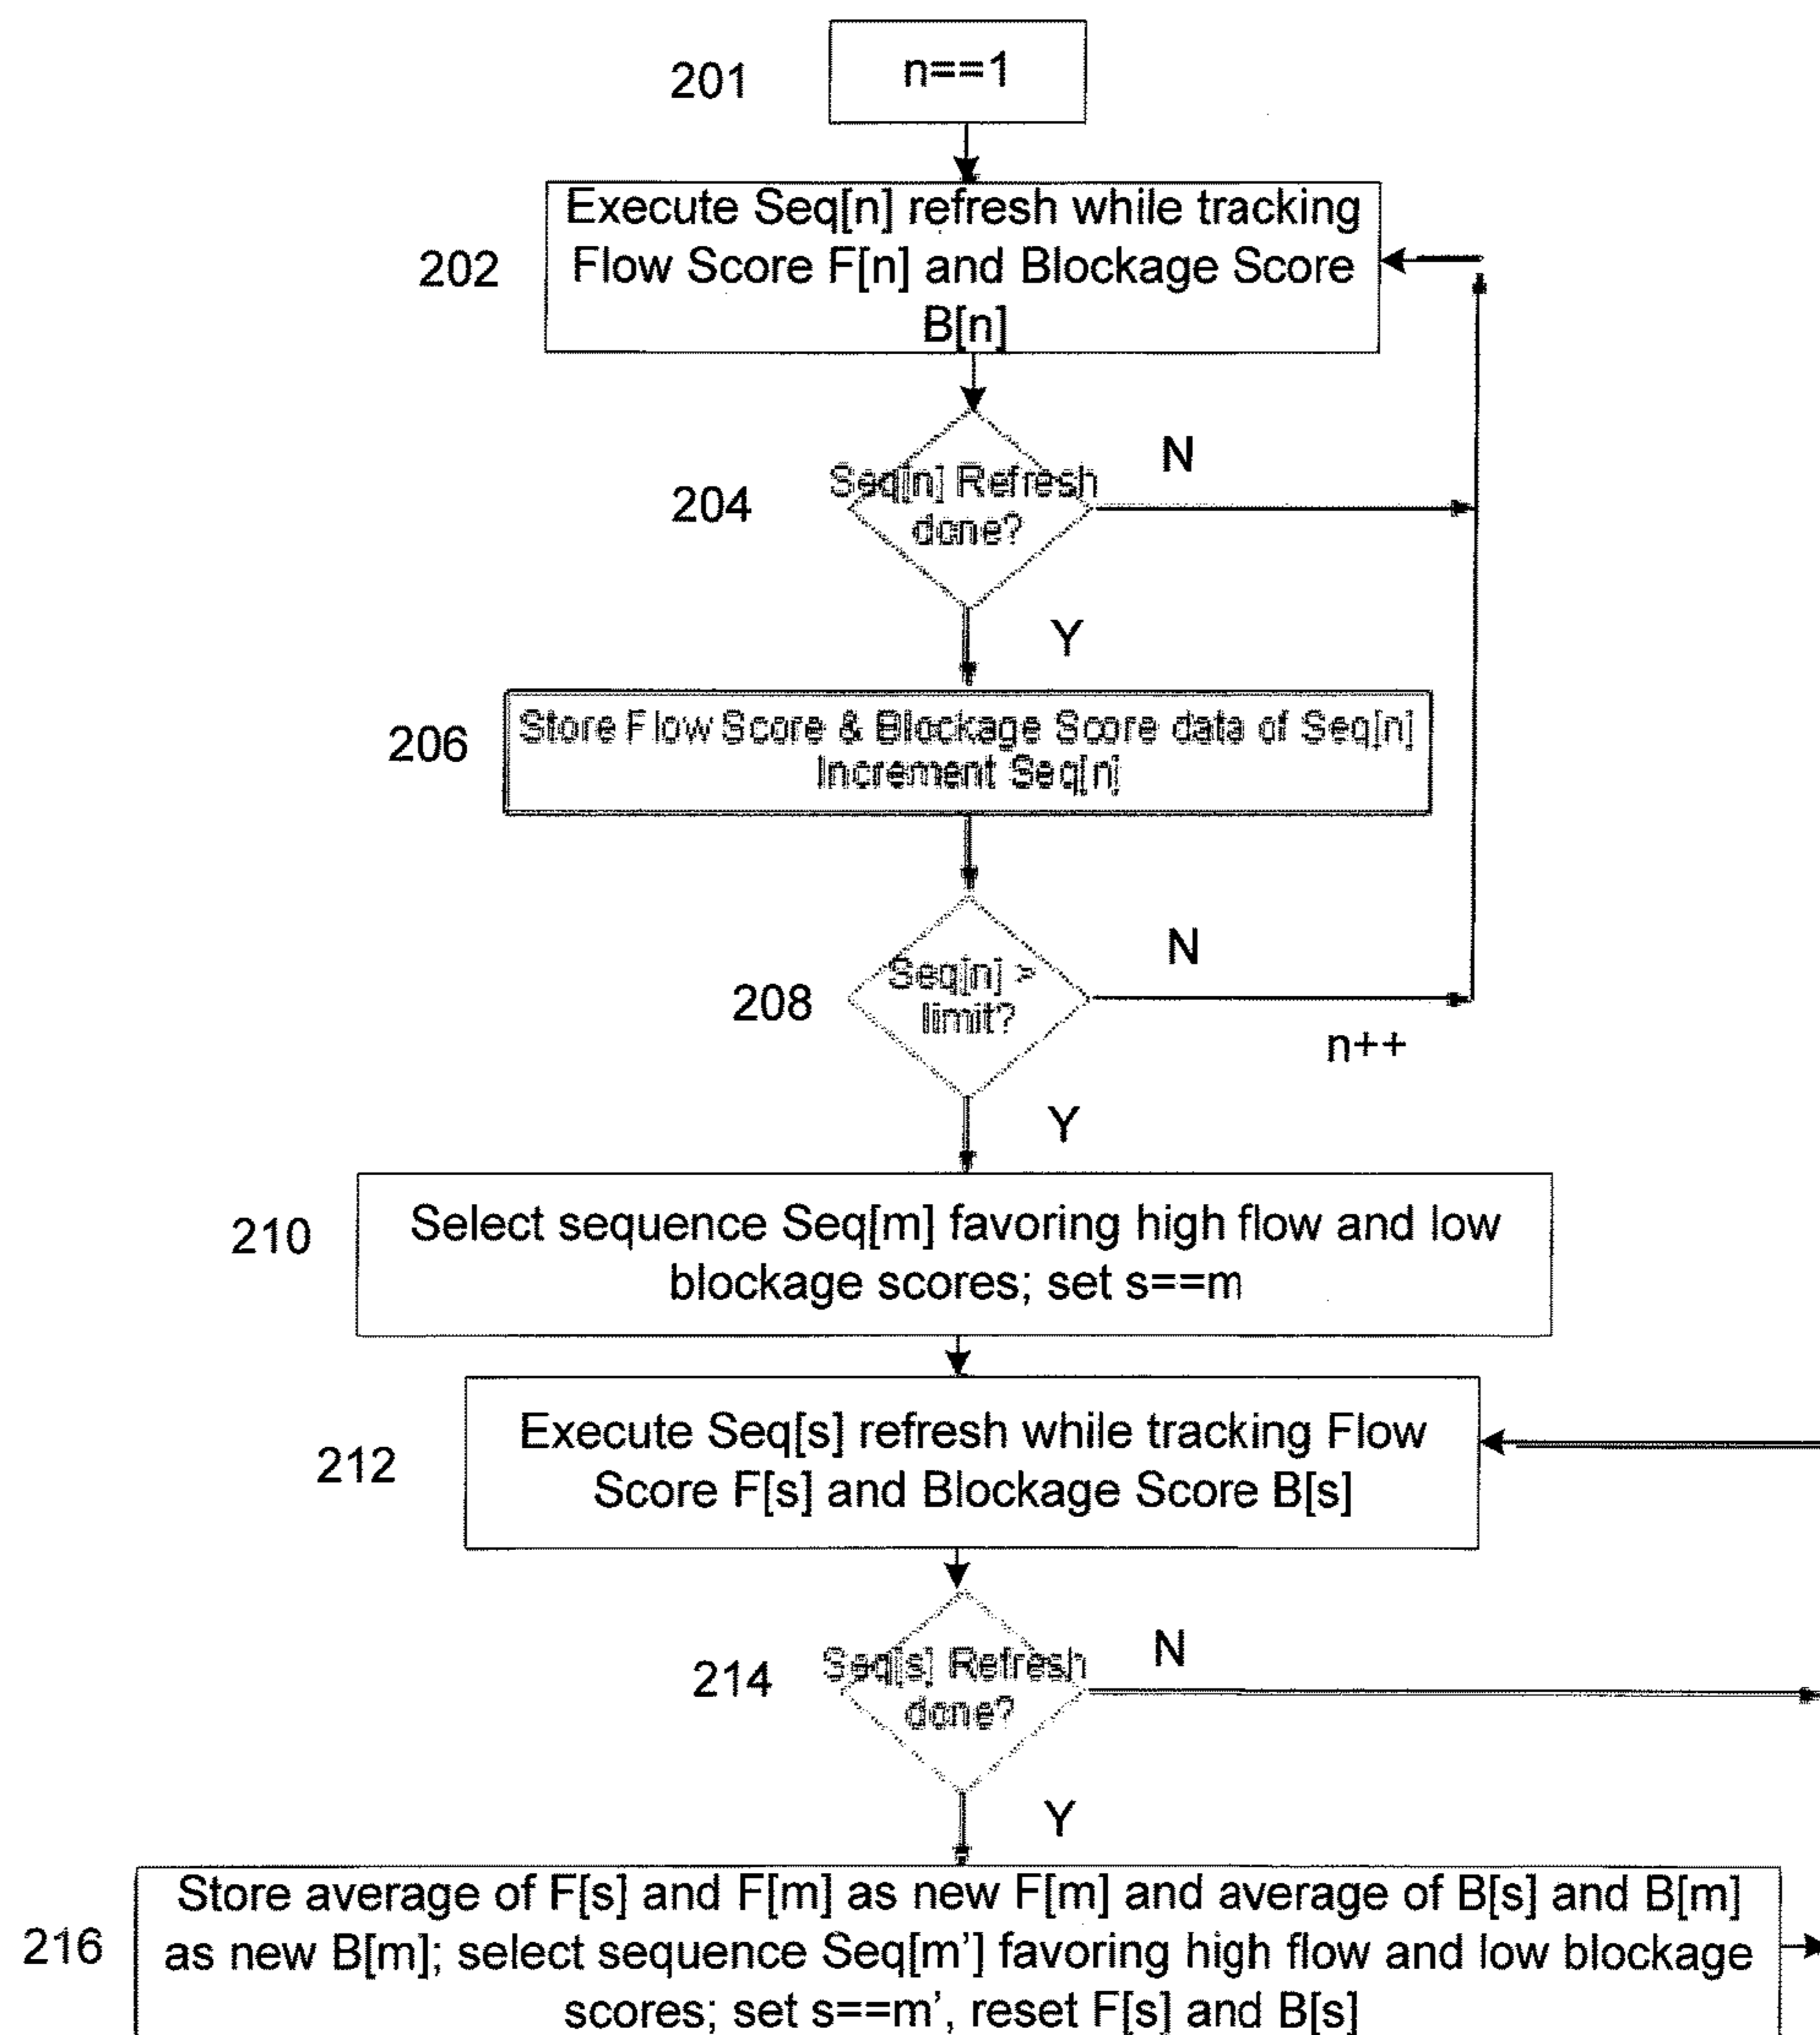 201
n==1
202
Execute Seq[n] refresh while tracking
Flow Score F[n] and Blockage Score
B[n]
204
Seq[n] Refresh
done?
N
Y
206
Store Flow Score & Blockage Score data of Seq[n]
Increment Seq[n]
208
Seq[n] >
limit?
N
n++
Y
210
Select sequence Seq[m] favoring high flow and low
blockage scores; set s==m
212
Execute Seq[s] refresh while tracking Flow
Score F[s] and Blockage Score B[s]
214
Seq[s] Refresh
done?
N
Y
216
Store average of F[s] and F[m] as new F[m] and average of B[s] and B[m]
as new B[m]; select sequence Seq[m'] favoring high flow and low blockage
scores; set s==m', reset F[s] and B[s]